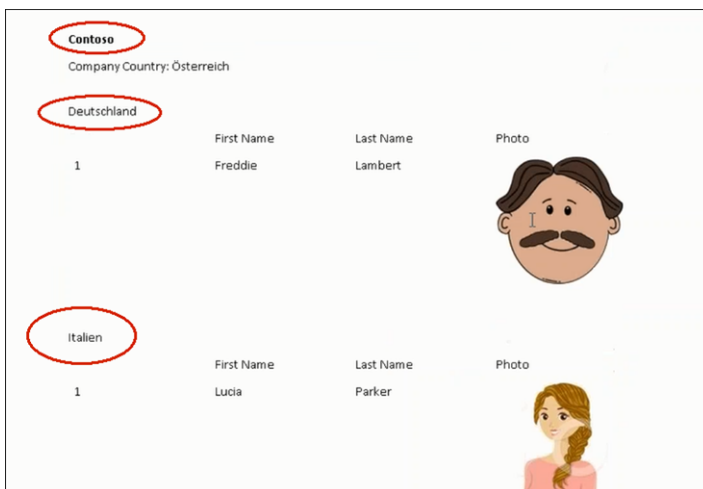 Contoso
Company Country: Österreich
Deutschland
First Name Last Name Photo
1 Freddie Lambert
Italien
First Name Last Name Photo
1 Lucia Parker